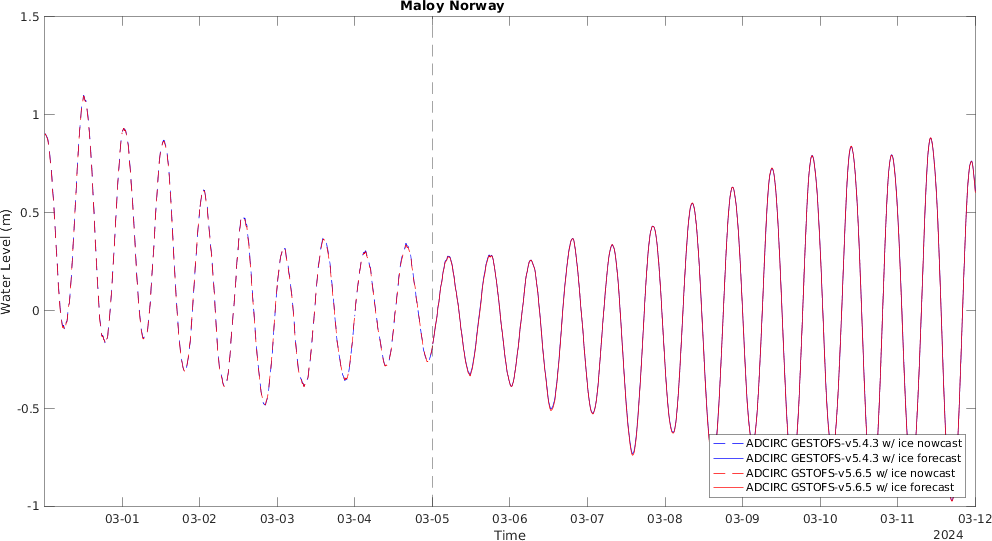 Maloy Norway
1.5
1
0.5
0
-0.5
-1
Water Level (m)
ADCIRC GESTOFS-v5.4.3 w/ ice nowcast
ADCIRC GESTOFS-v5.4.3 w/ ice forecast
ADCIRC GSTOFS-v5.6.5 w/ ice nowcast
ADCIRC GSTOFS-v5.6.5 w/ ice forecast
03-01 03-02 03-03 03-04 03-05 03-06 03-07 03-08 03-09 03-10 03-11 03-12
Time
2024